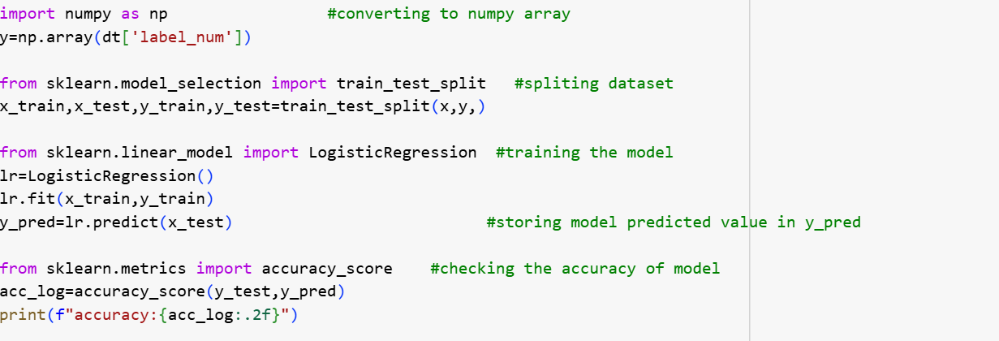 import numpy as np                 #converting to numpy array
y=np.array(dt['label_num'])
from sklearn.model_selection import train_test_split   #spliting dataset
x_train,x_test,y_train,y_test=train_test_split(x,y,)
from sklearn.linear_model import LogisticRegression  #training the model
lr=LogisticRegression()
lr.fit(x_train,y_train)
y_pred=lr.predict(x_test)                           #storing model predicted value in y_pred
from sklearn.metrics import accuracy_score    #checking the accuracy of model
acc_log=accuracy_score(y_test,y_pred)
print(f"accuracy:{acc_log:.2f}")